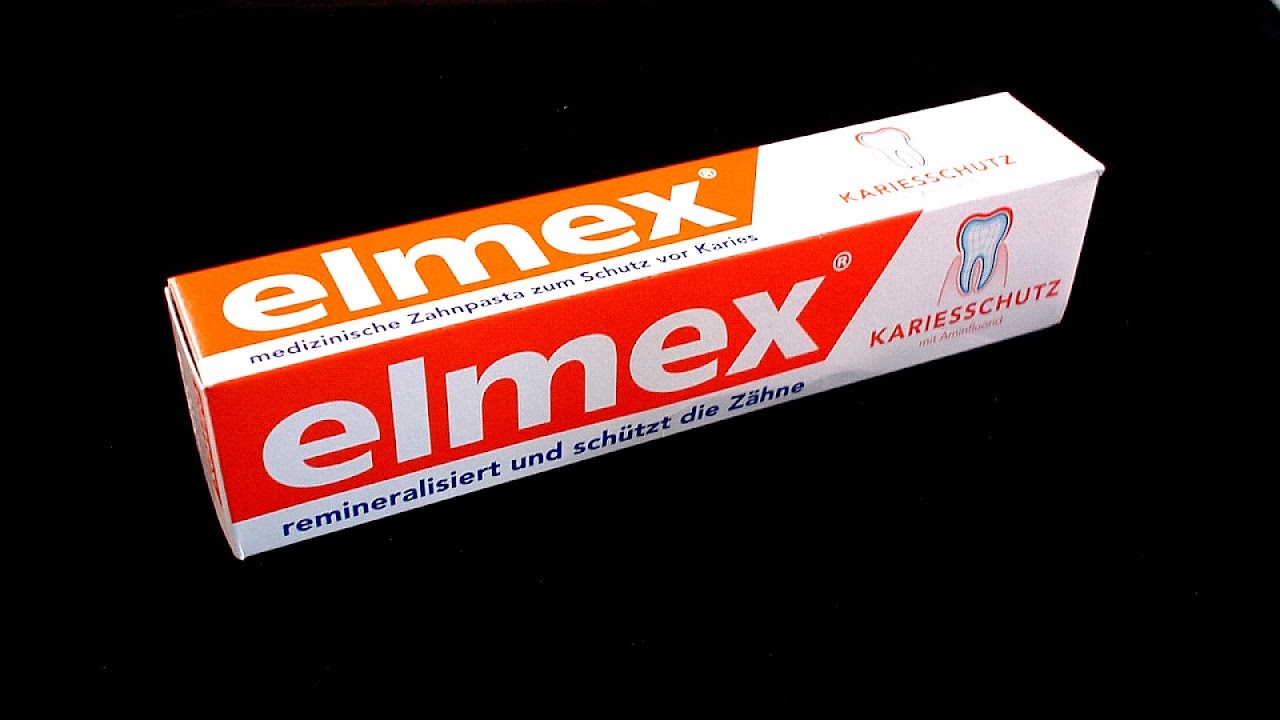 elmex®
medizinische Zahnpasta zum Schutz vor Karies
KARIESSCHUTZ
elmex®
remineralisiert und schützt die Zähne
KARIESSCHUTZ
mit Aminfluorid